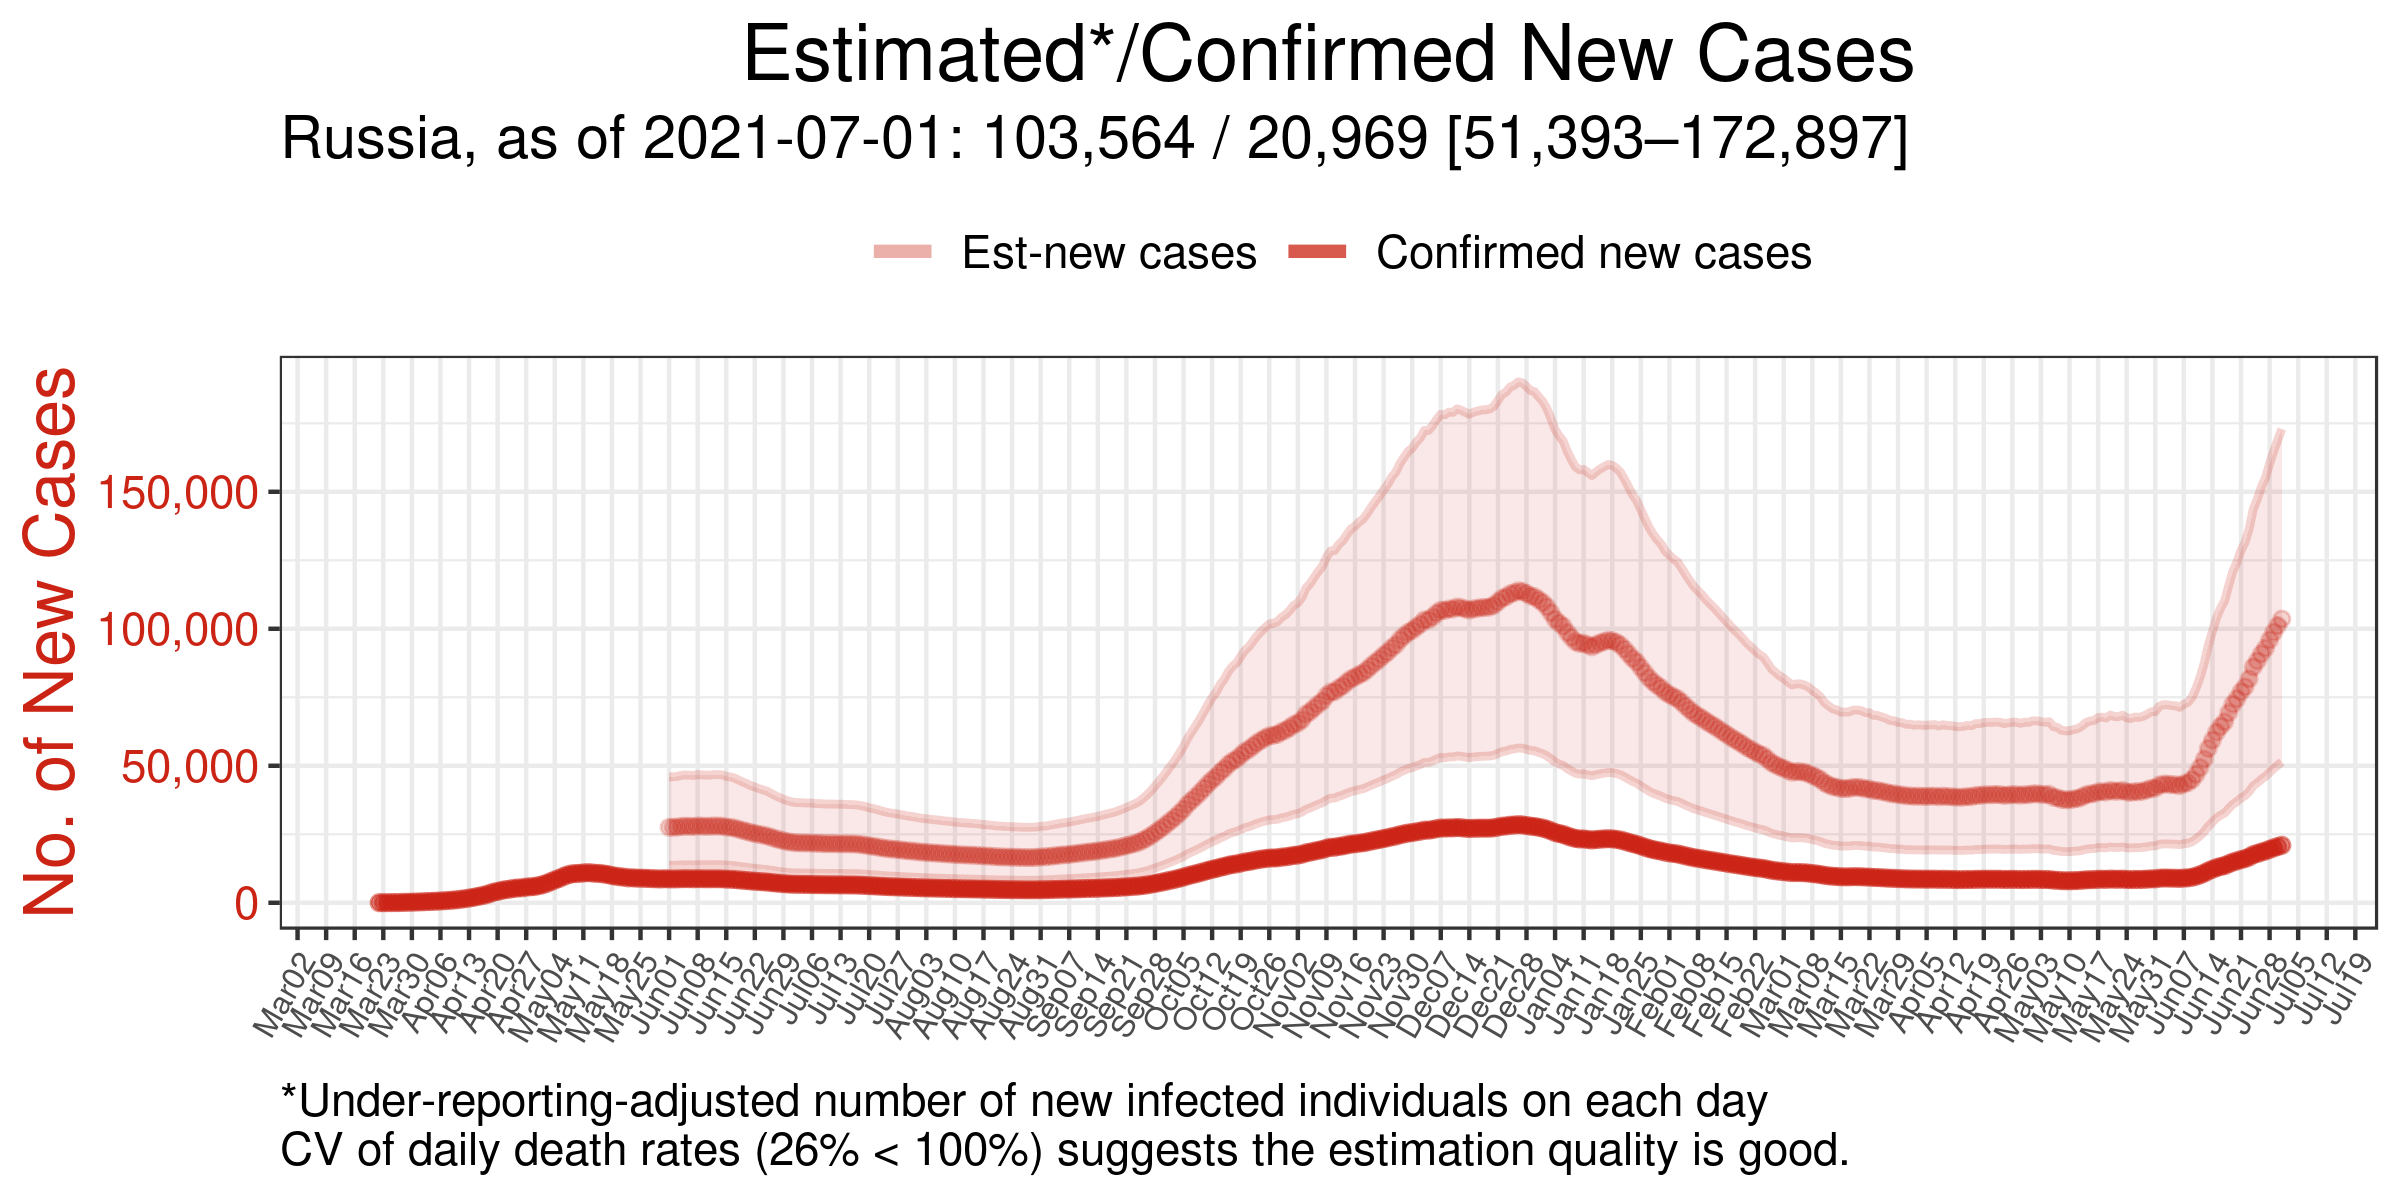 Estimated*/Confirmed New Cases
Russia, as of 2021-07-01: 103,564 / 20,969 [51,393–172,897]
Est-new cases Confirmed new cases
No. of New Cases
150,000
100,000
50,000
0
Mar02 Mar09 Mar16 Mar23 Mar30 Apr06 Apr13 Apr20 Apr27 May04 May11 May18 May25 Jun01 Jun08 Jun15 Jun22 Jun29 Jul06 Jul13 Jul20 Jul27 Aug03 Aug10 Aug17 Aug24 Aug31 Sep07 Sep14 Sep21 Sep28 Oct05 Oct12 Oct19 Oct26 Nov02 Nov09 Nov16 Nov23 Nov30 Dec07 Dec14 Dec21 Dec28 Jan04 Jan11 Jan18 Jan25 Feb01 Feb08 Feb15 Feb22 Mar01 Mar08 Mar15 Mar22 Mar29 Apr05 Apr12 Apr19 Apr26 May03 May10 May17 May24 May31 Jun07 Jun14 Jun21 Jun28 Jul05 Jul12 Jul19
*Under-reporting-adjusted number of new infected individuals on each day
CV of daily death rates (26% < 100%) suggests the estimation quality is good.